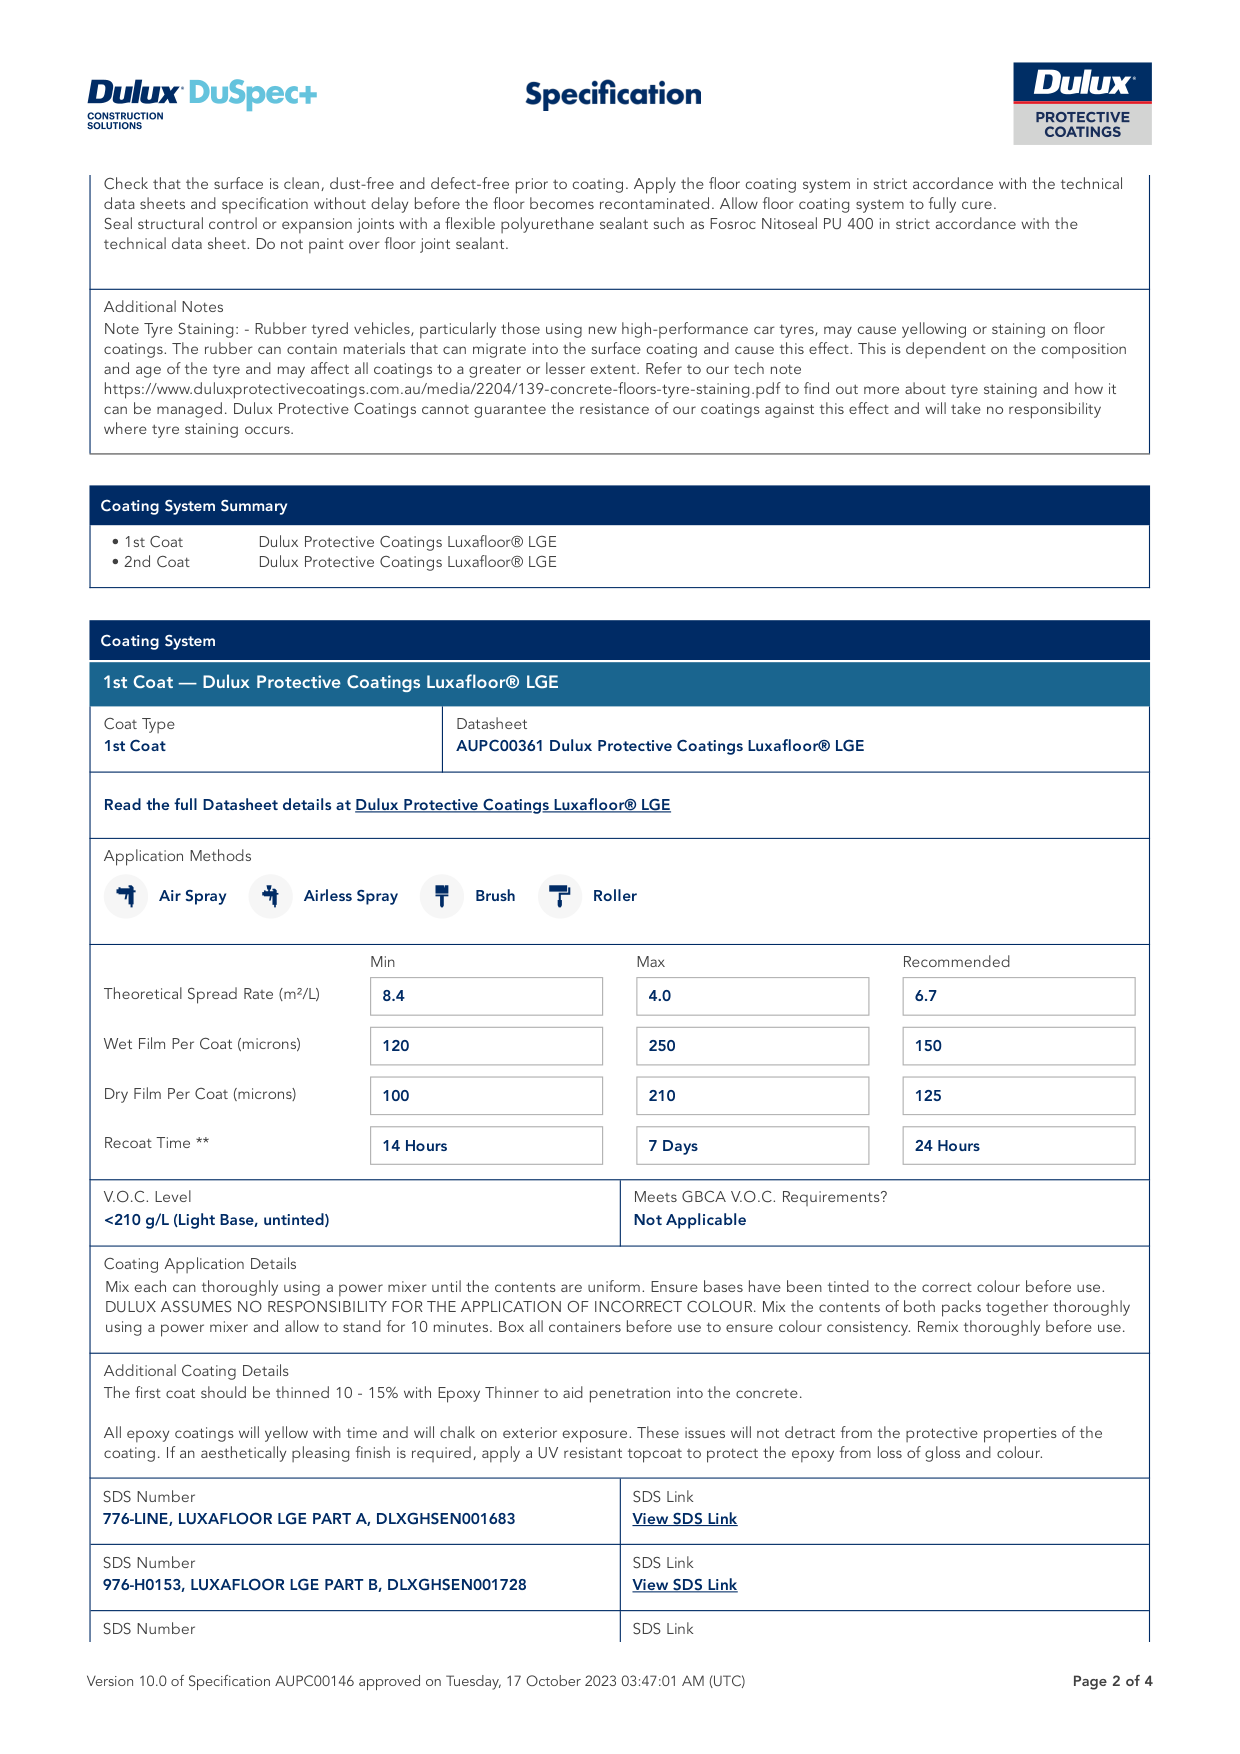 Dulux DuSpec+
CONSTRUCTION
SOLUTIONS
Specification
Dulux
PROTECTIVE
COATINGS
Check that the surface is clean, dust-free and defect-free prior to coating. Apply the floor coating system in strict accordance with the technical
data sheets and specification without delay before the floor becomes recontaminated. Allow floor coating system to fully cure.
Seal structural control or expansion joints with a flexible polyurethane sealant such as Fosroc Nitoseal PU 400 in strict accordance with the
technical data sheet. Do not paint over floor joint sealant.
Additional Notes
Note Tyre Staining: - Rubber tyred vehicles, particularly those using new high-performance car tyres, may cause yellowing or staining on floor
coatings. The rubber can contain materials that can migrate into the surface coating and cause this effect. This is dependent on the composition
and age of the tyre and may affect all coatings to a greater or lesser extent. Refer to our tech note
https://www.duluxprotectivecoatings.com.au/media/2204/139-concrete-floors-tyre-staining.pdf to find out more about tyre staining and how it
can be managed. Dulux Protective Coatings cannot guarantee the resistance of our coatings against this effect and will take no responsibility
where tyre staining occurs.
Coating System Summary
• 1st Coat Dulux Protective Coatings Luxafloor® LGE
• 2nd Coat Dulux Protective Coatings Luxafloor® LGE
Coating System
1st Coat — Dulux Protective Coatings Luxafloor® LGE
Coat Type Datasheet
1st Coat AUPC00361 Dulux Protective Coatings Luxafloor® LGE
Read the full Datasheet details at Dulux Protective Coatings Luxafloor® LGE
Application Methods
Air Spray Airless Spray Brush Roller
Min Max Recommended
Theoretical Spread Rate (m²/L) 8.4 4.0 6.7
Wet Film Per Coat (microns) 120 250 150
Dry Film Per Coat (microns) 100 210 125
Recoat Time ** 14 Hours 7 Days 24 Hours
V.O.C. Level Meets GBCA V.O.C. Requirements?
<210 g/L (Light Base, untinted) Not Applicable
Coating Application Details
Mix each can thoroughly using a power mixer until the contents are uniform. Ensure bases have been tinted to the correct colour before use.
DULUX ASSUMES NO RESPONSIBILITY FOR THE APPLICATION OF INCORRECT COLOUR. Mix the contents of both packs together thoroughly
using a power mixer and allow to stand for 10 minutes. Box all containers before use to ensure colour consistency. Remix thoroughly before use.
Additional Coating Details
The first coat should be thinned 10 - 15% with Epoxy Thinner to aid penetration into the concrete.
All epoxy coatings will yellow with time and will chalk on exterior exposure. These issues will not detract from the protective properties of the
coating. If an aesthetically pleasing finish is required, apply a UV resistant topcoat to protect the epoxy from loss of gloss and colour.
SDS Number SDS Link
776-LINE, LUXAFLOOR LGE PART A, DLXGHSEN001683 View SDS Link
SDS Number SDS Link
976-H0153, LUXAFLOOR LGE PART B, DLXGHSEN001728 View SDS Link
SDS Number SDS Link
Version 10.0 of Specification AUPC00146 approved on Tuesday, 17 October 2023 03:47:01 AM (UTC) Page 2 of 4